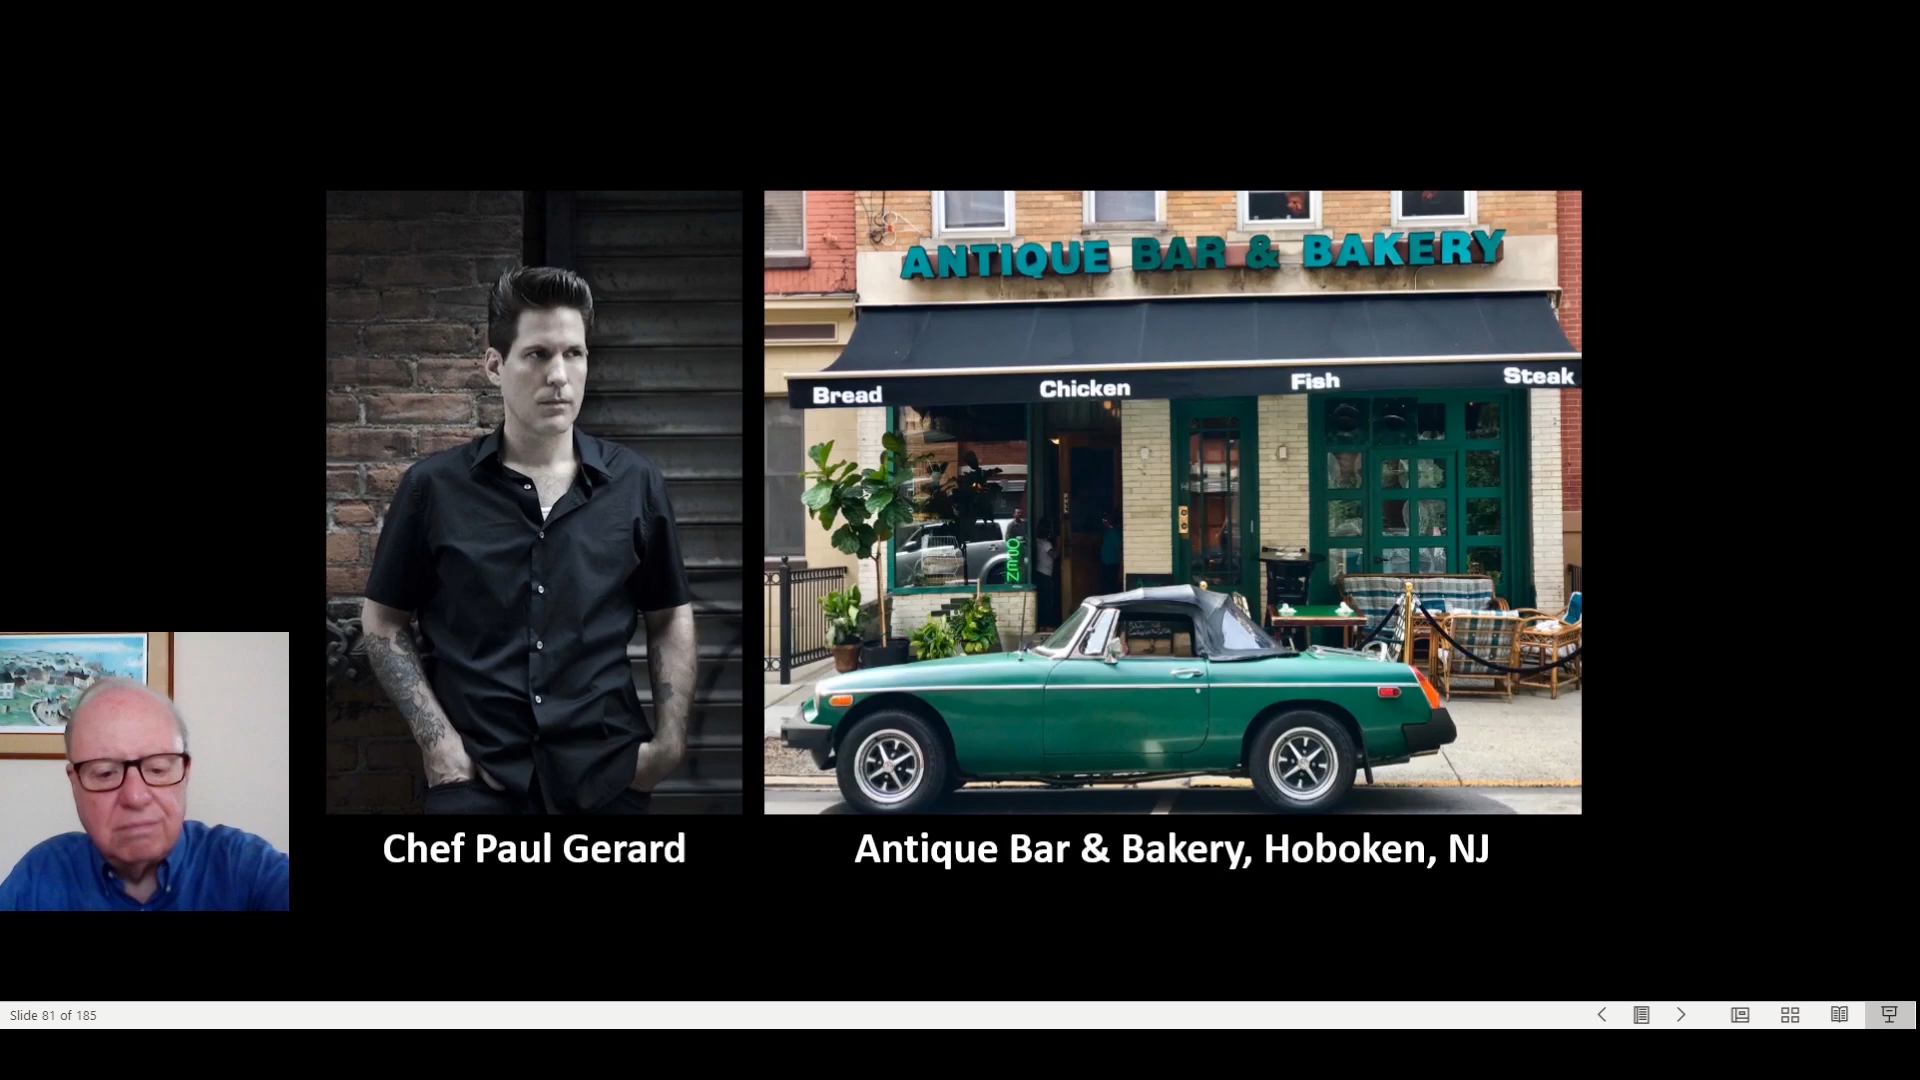 ANTIQUE BAR & BAKERY
Bread Chicken Fish Steak
OPEN
Chef Paul Gerard
Antique Bar & Bakery, Hoboken, NJ
Slide 81 of 185